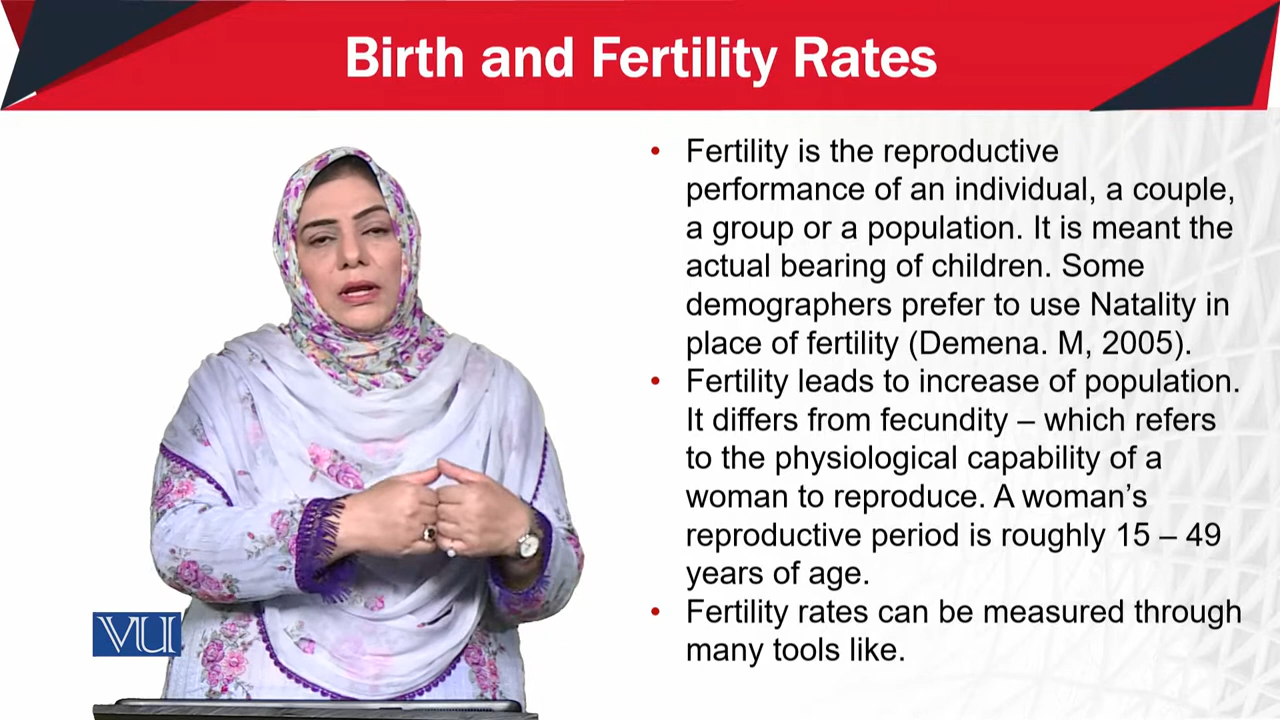 Birth and Fertility Rates
• Fertility is the reproductive
performance of an individual, a couple,
a group or a population. It is meant the
actual bearing of children. Some
demographers prefer to use Natality in
place of fertility (Demena. M, 2005).
• Fertility leads to increase of population.
It differs from fecundity – which refers
to the physiological capability of a
woman to reproduce. A woman’s
reproductive period is roughly 15 – 49
years of age.
• Fertility rates can be measured through
many tools like.
VU